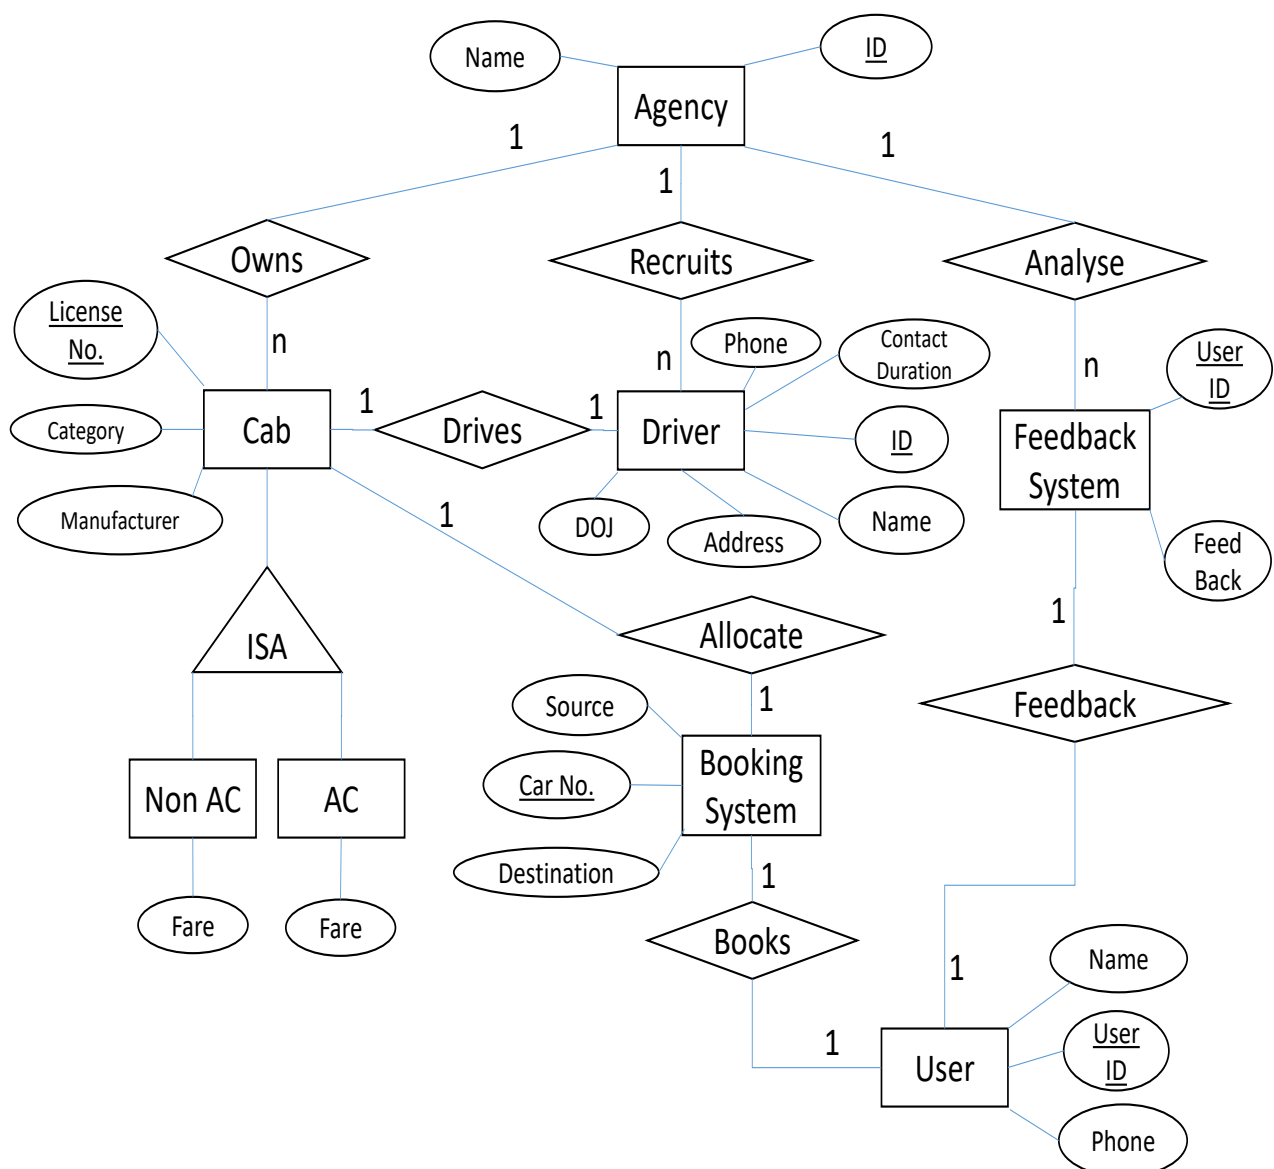 Name
ID
Agency
1
1
1
Owns
Recruits
Analyse
License
No.
n
n
n
Phone
Contact
Duration
User
ID
Category
Cab
1
Drives
1
Driver
ID
Feedback
System
Manufacturer
1
DOJ
Address
Name
Feed
Back
ISA
Allocate
1
Source
1
Feedback
Non AC
AC
Car No.
Booking
System
Destination
1
Fare
Fare
Books
1
Name
1
User
User
ID
Phone